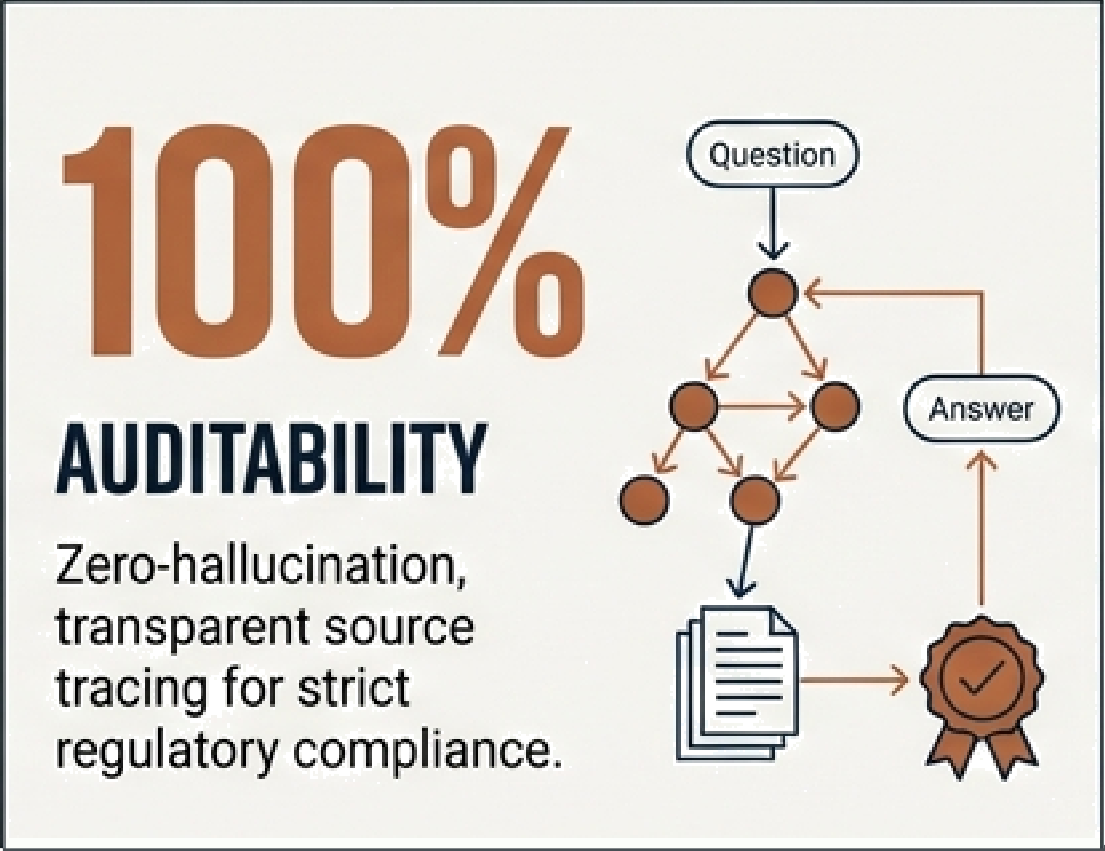 100%
AUDITABILITY
Zero-hallucination,
transparent source
tracing for strict
regulatory compliance.
Question
Answer